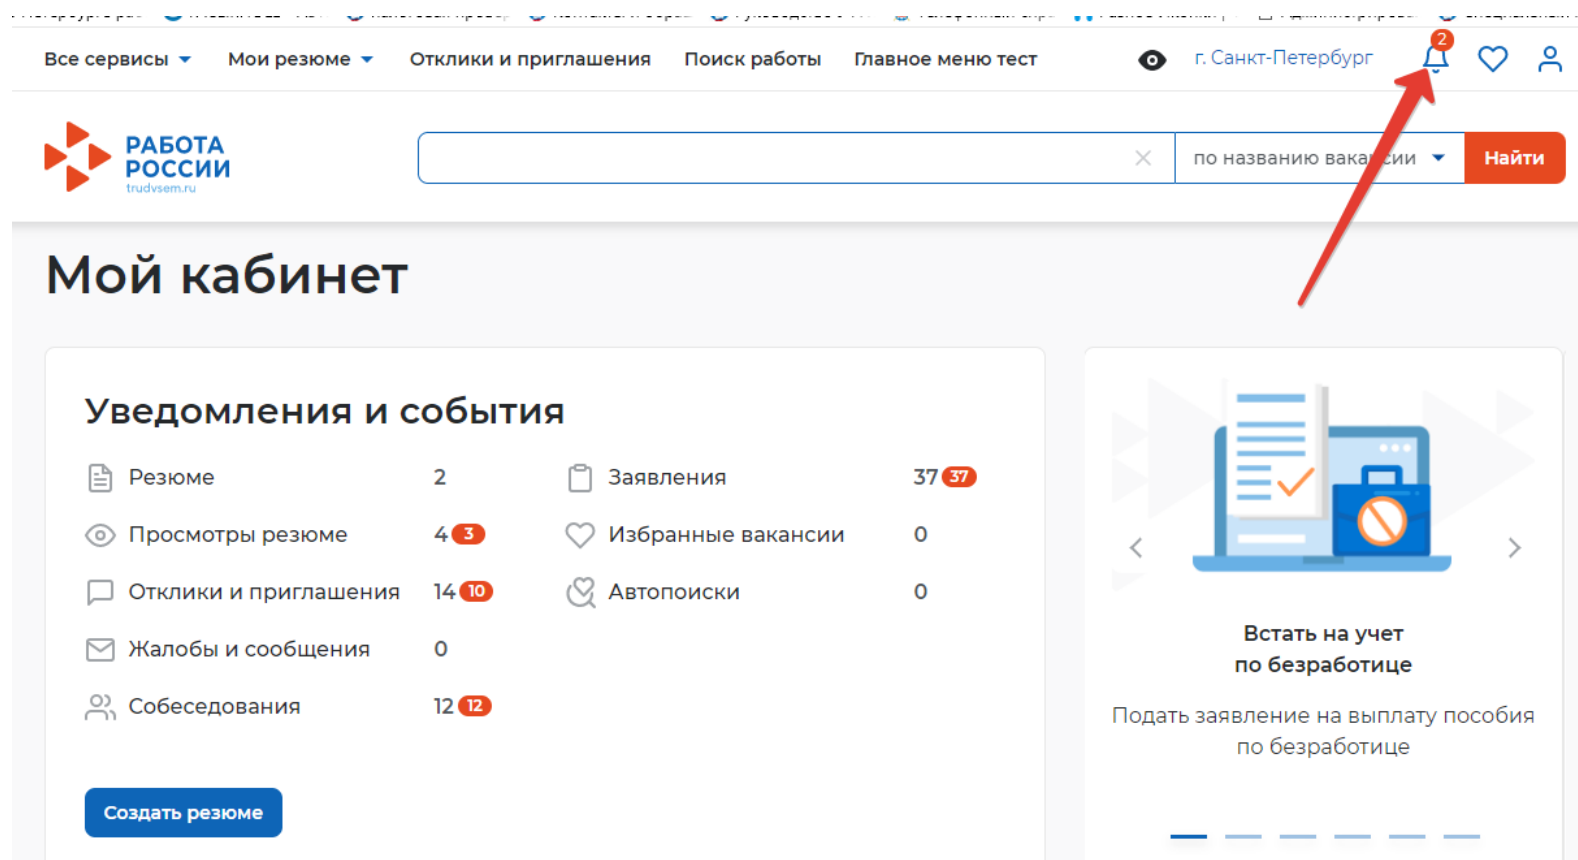 Все сервисы Мои резюме Отклики и приглашения Поиск работы Главное меню тест г. Санкт-Петербург 2
РАБОТА
РОССИИ
trudvsem.ru
по названию вакансии Найти
Мой кабинет
Уведомления и события
Резюме 2 Заявления 37 37
Просмотры резюме 4 3 Избранные вакансии 0
Отклики и приглашения 14 10 Автопоиски 0
Жалобы и сообщения 0
Собеседования 12 12
Создать резюме
Встать на учет
по безработице
Подать заявление на выплату пособия
по безработице